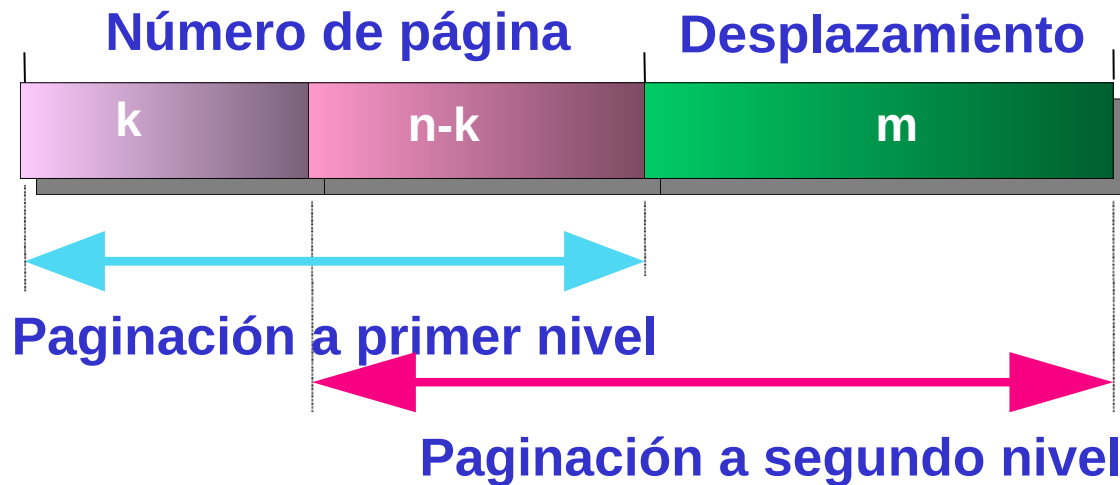 Número de página
Desplazamiento
k
n-k
m
Paginación a primer nivel
Paginación a segundo nivel